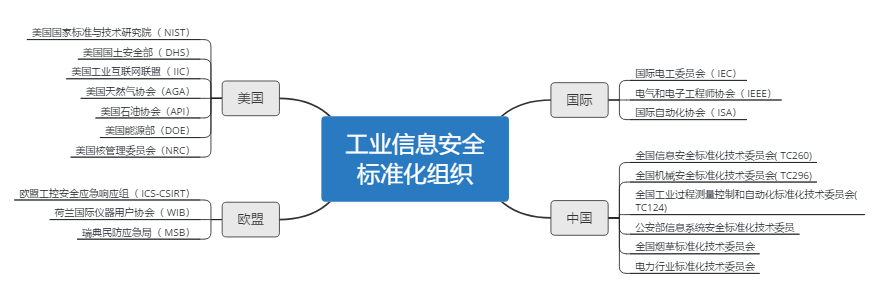 工业信息安全
标准化组织
美国
美国国家标准与技术研究院（ NIST）
美国国土安全部（ DHS）
美国工业互联网联盟（ IIC）
美国天然气协会（AGA）
美国石油协会（API）
美国能源部（DOE）
美国核管理委员会（NRC）
欧盟
欧盟工控安全应急响应组（ ICS-CSIRT）
荷兰国际仪器用户协会（ WIB）
瑞典民防应急局（ MSB）
国际
国际电工委员会（ IEC）
电气和电子工程师协会（ IEEE）
国际自动化协会（ ISA）
中国
全国信息安全标准化技术委员会( TC260)
全国机械安全标准化技术委员会( TC296)
全国工业过程测量控制和自动化标准化技术委员会(
TC124)
公安部信息系统安全标准化技术委员
全国烟草标准化技术委员会
电力行业标准化技术委员会